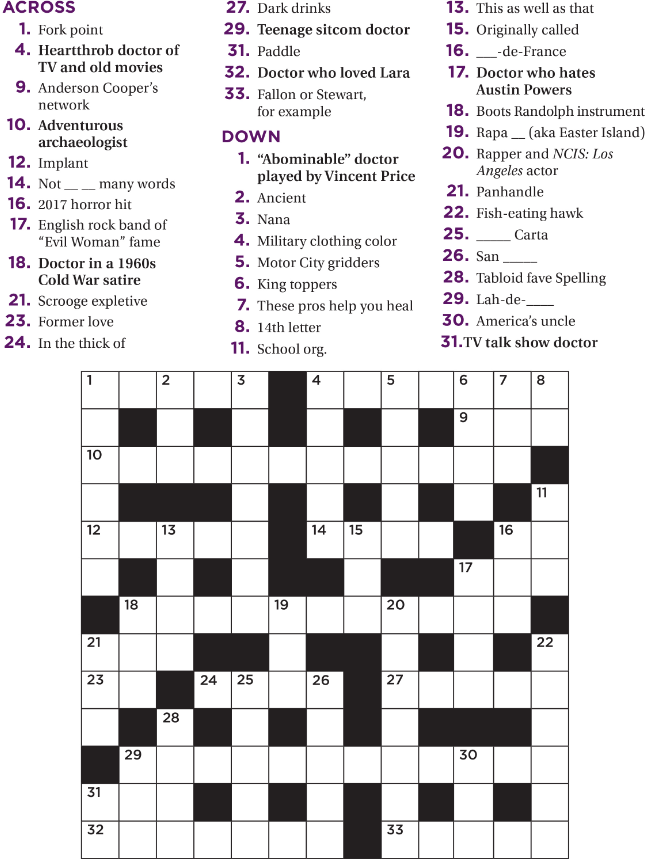 ACROSS
1. Fork point
4. Heartthrob doctor of
TV and old movies
9. Anderson Cooper's
network
10. Adventurous
archaeologist
12. Implant
14. Not __ __ many words
16. 2017 horror hit
17. English rock band of
"Evil Woman" fame
18. Doctor in a 1960s
Cold War satire
21. Scrooge expletive
23. Former love
24. In the thick of
27. Dark drinks
29. Teenage sitcom doctor
31. Paddle
32. Doctor who loved Lara
33. Fallon or Stewart,
for example
DOWN
1. "Abominable" doctor
played by Vincent Price
2. Ancient
3. Nana
4. Military clothing color
5. Motor City gridders
6. King toppers
7. These pros help you heal
8. 14th letter
11. School org.
13. This as well as that
15. Originally called
16. ___-de-France
17. Doctor who hates
Austin Powers
18. Boots Randolph instrument
19. Rapa __ (aka Easter Island)
20. Rapper and NCIS: Los
Angeles actor
21. Panhandle
22. Fish-eating hawk
25. _____ Carta
26. San _____
28. Tabloid fave Spelling
29. Lah-de-____
30. America's uncle
31.TV talk show doctor
1 2 3 4 5 6 7 8
9
10
11
12 13 14 15 16
17
18 19 20
21 22
23 24 25 26 27
28
29 30
31
32 33